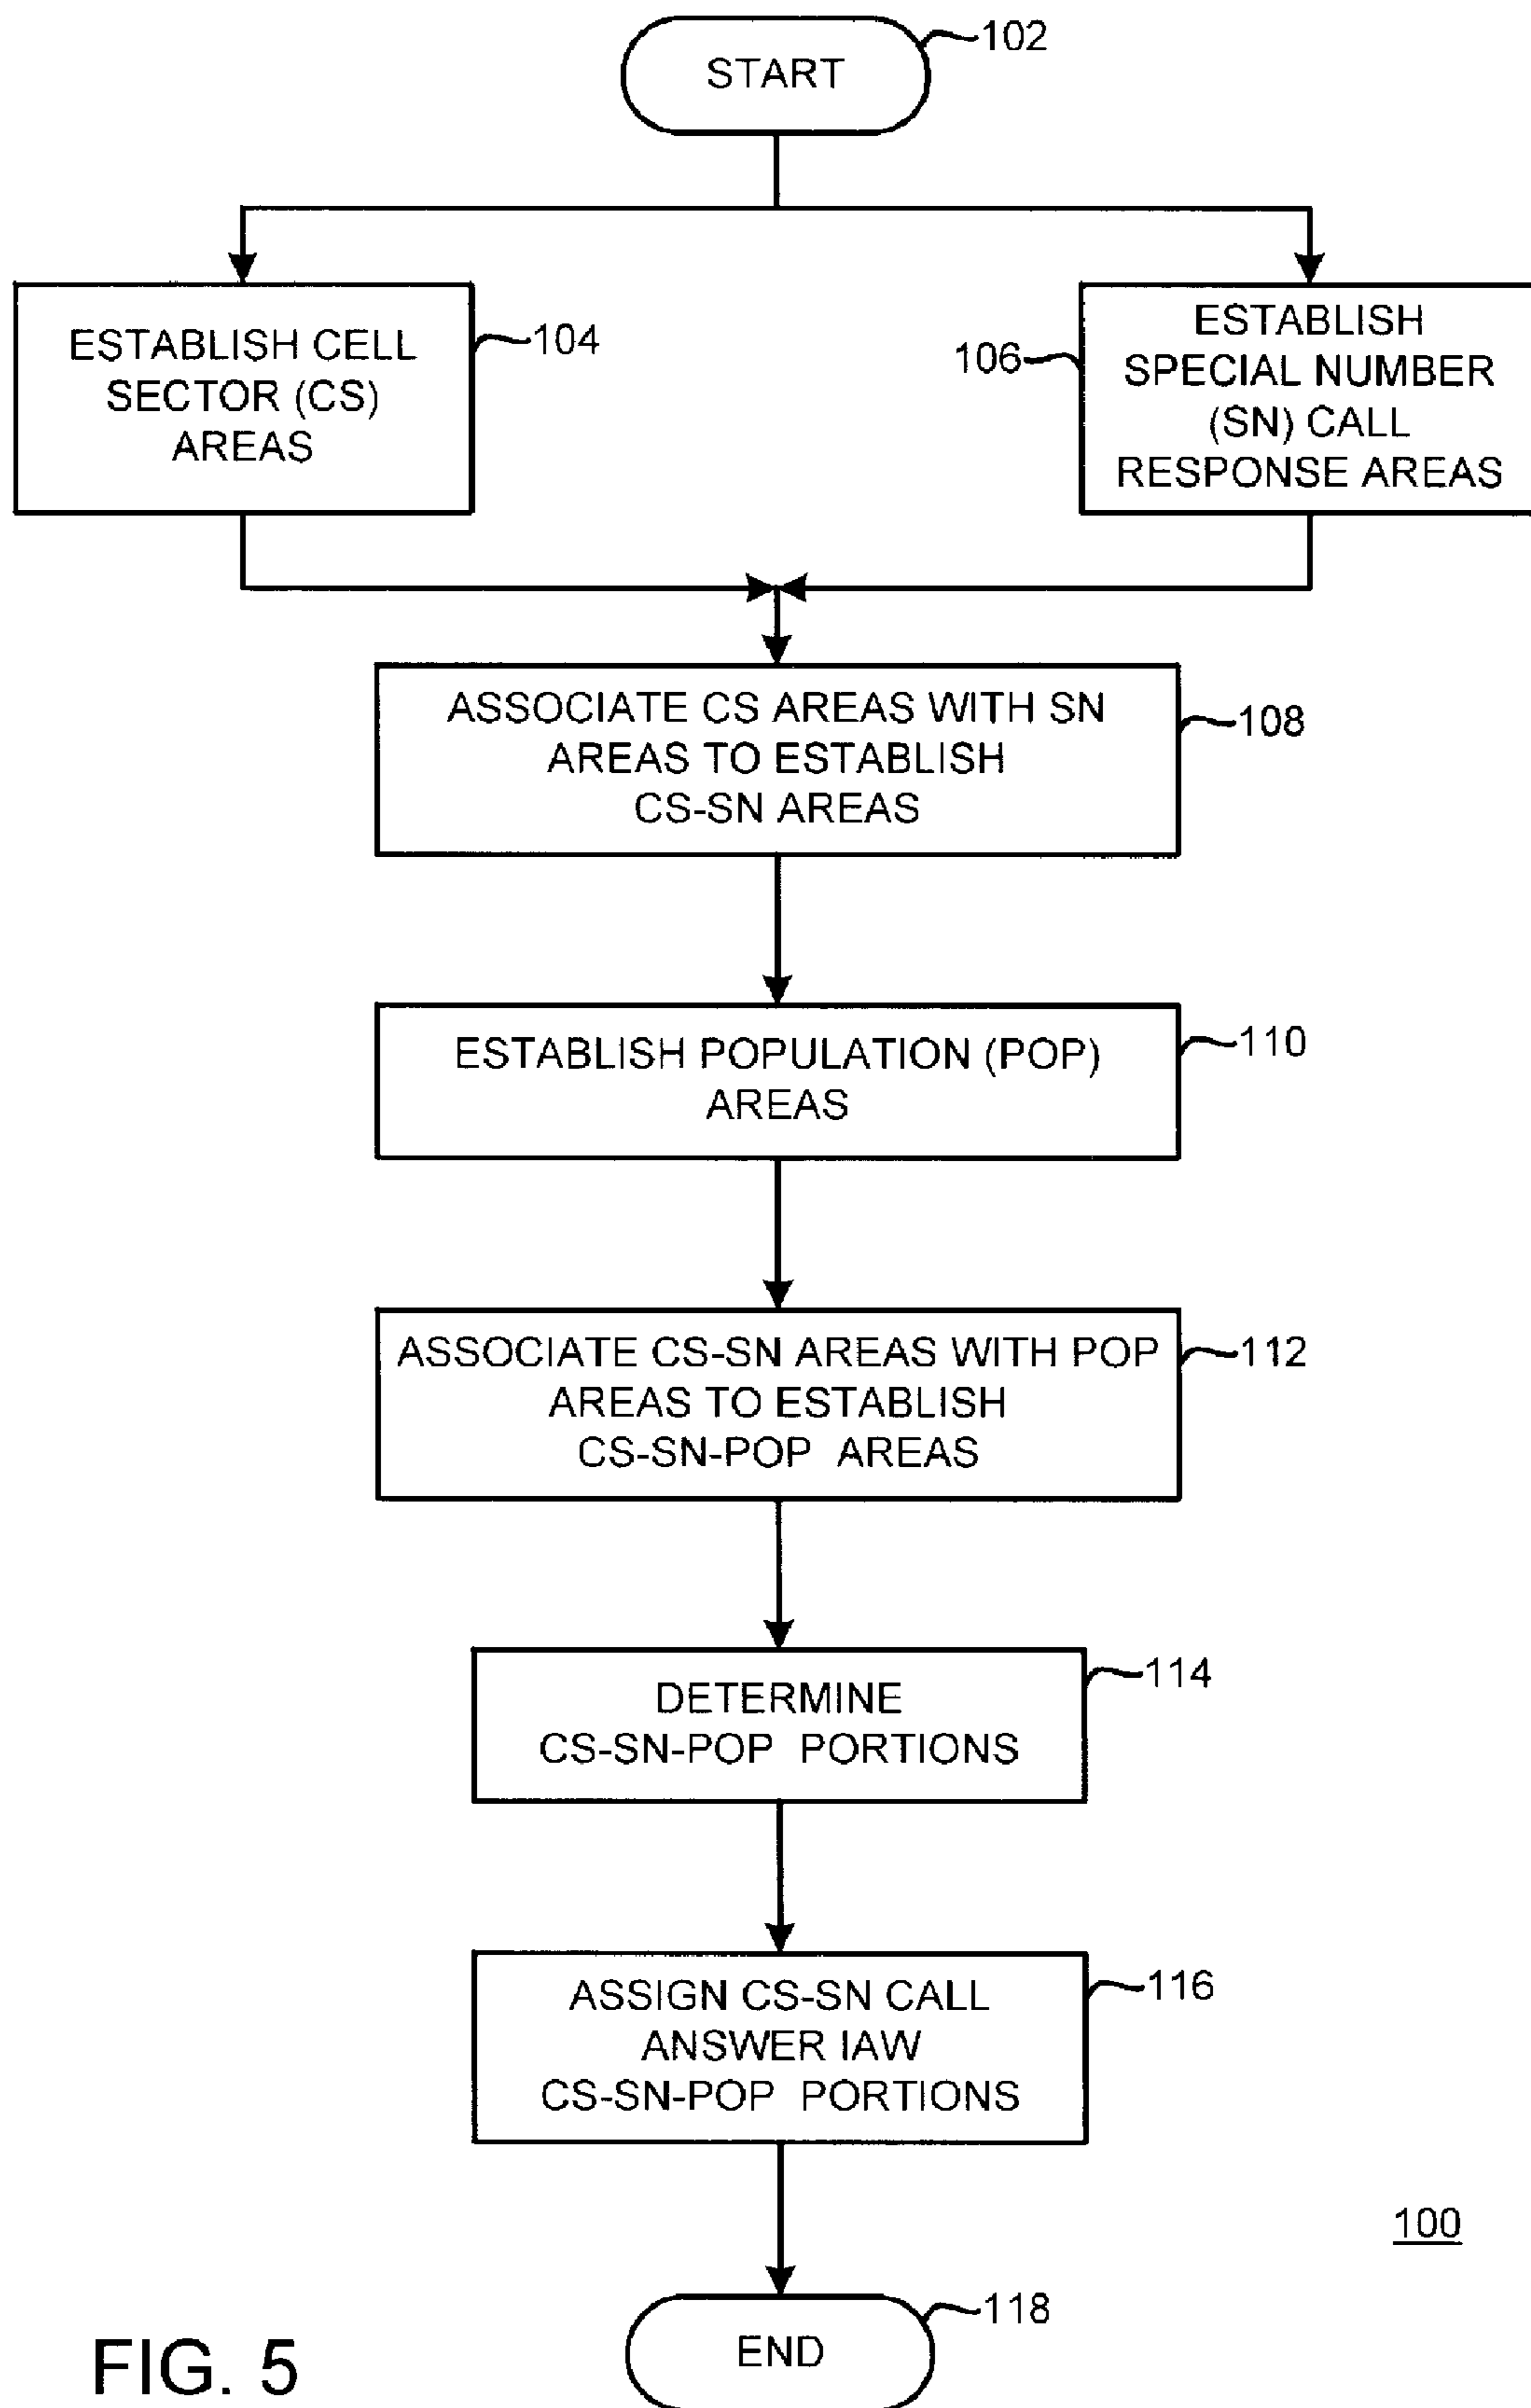 START
102
ESTABLISH CELL
SECTOR (CS)
AREAS
104
106
ESTABLISH
SPECIAL NUMBER
(SN) CALL
RESPONSE AREAS
ASSOCIATE CS AREAS WITH SN
AREAS TO ESTABLISH
CS-SN AREAS
108
ESTABLISH POPULATION (POP)
AREAS
110
ASSOCIATE CS-SN AREAS WITH POP
AREAS TO ESTABLISH
CS-SN-POP AREAS
112
DETERMINE
CS-SN-POP PORTIONS
114
ASSIGN CS-SN CALL
ANSWER IAW
CS-SN-POP PORTIONS
116
100
END
118
FIG. 5